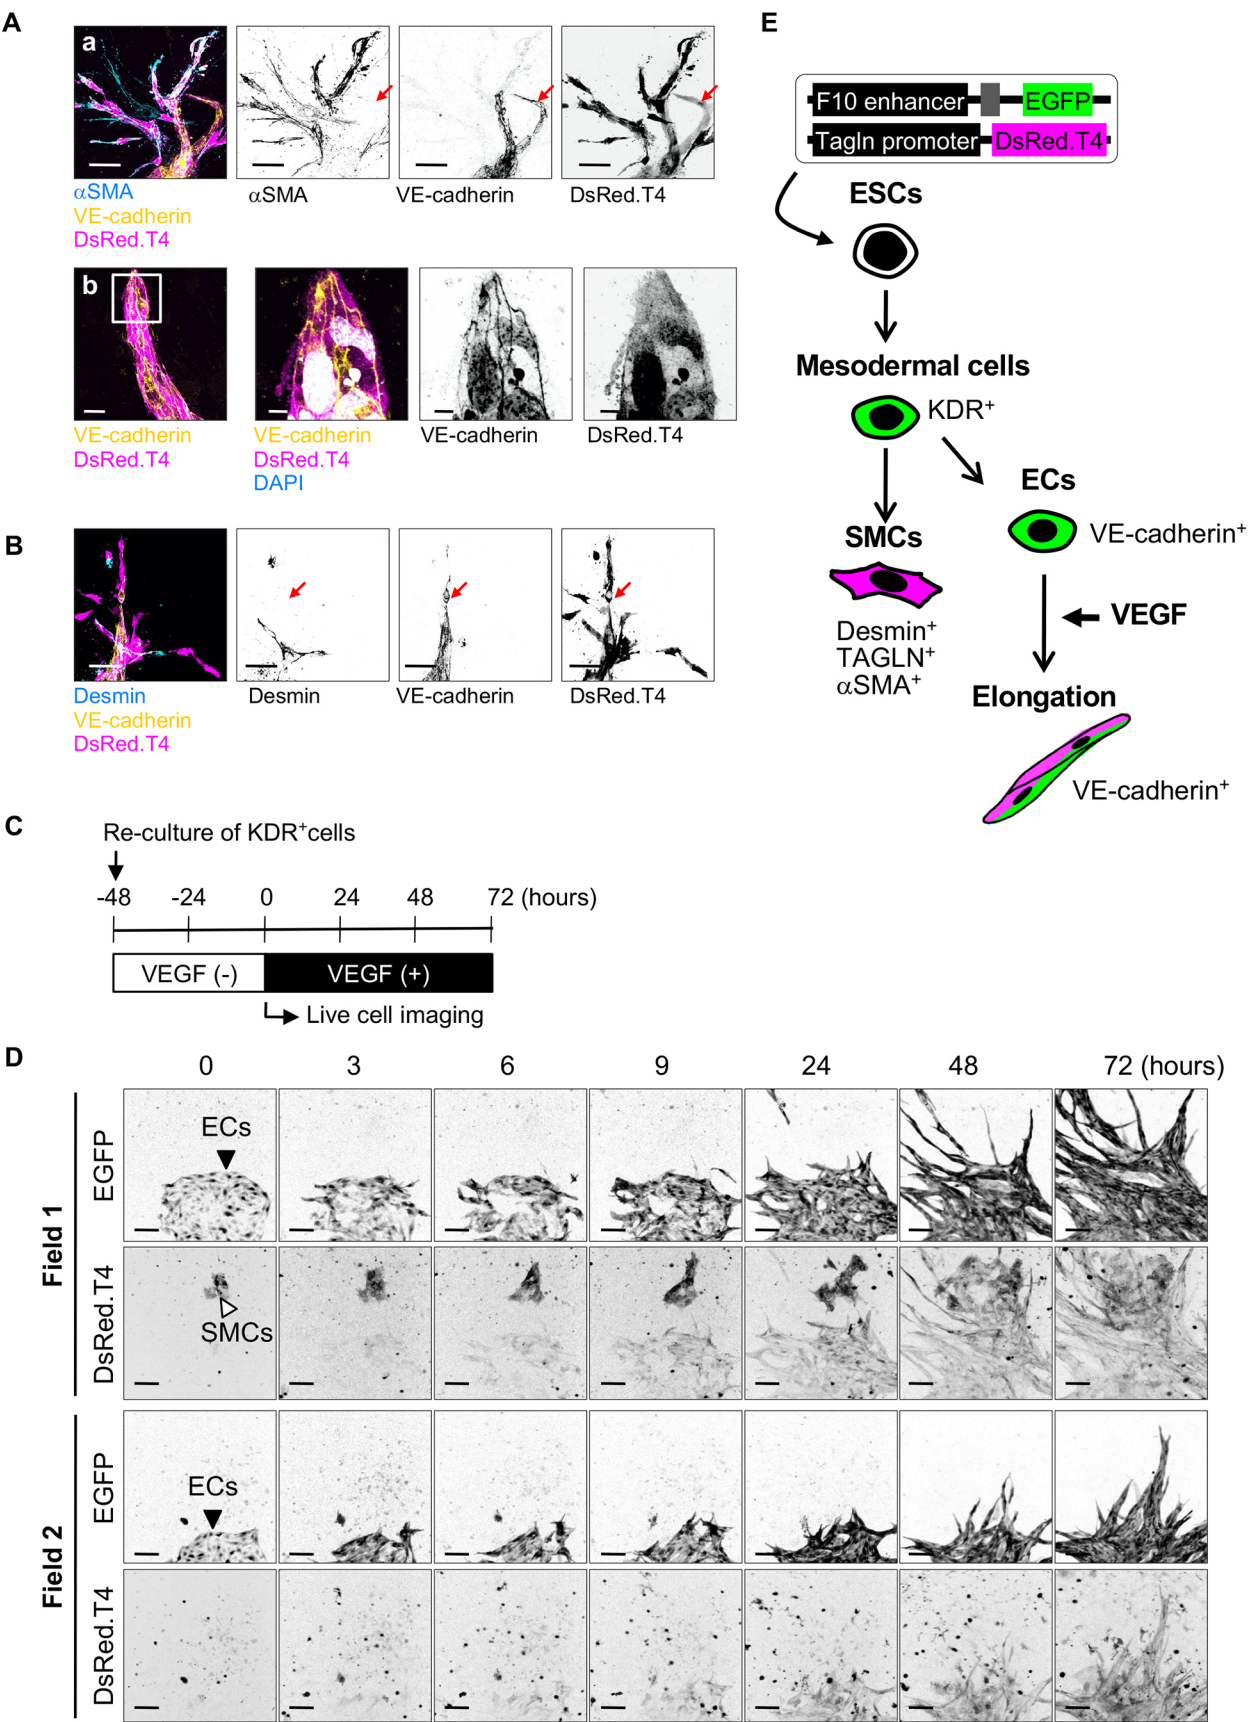 A
a
αSMA
VE-cadherin
DsRed.T4
αSMA
VE-cadherin
DsRed.T4
b
VE-cadherin
DsRed.T4
VE-cadherin
DsRed.T4
DAPI
VE-cadherin
DsRed.T4
B
Desmin
VE-cadherin
DsRed.T4
Desmin
VE-cadherin
DsRed.T4
C
Re-culture of KDR⁺cells
-48 -24 0 24 48 72 (hours)
VEGF (-) VEGF (+)
Live cell imaging
D
0 3 6 9 24 48 72 (hours)
Field 1
EGFP
ECs
DsRed.T4
SMCs
Field 2
EGFP
ECs
DsRed.T4
E
F10 enhancer EGFP
Tagln promoter DsRed.T4
ESCs
Mesodermal cells
KDR⁺
ECs
VE-cadherin⁺
SMCs
Desmin⁺
TAGLN⁺
αSMA⁺
VEGF
Elongation
VE-cadherin⁺